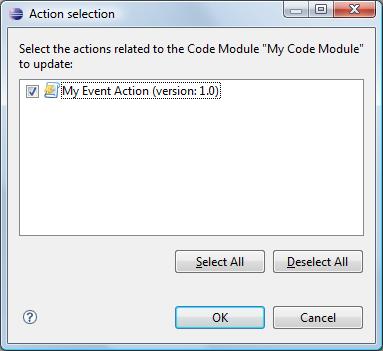 Action selection
Select the actions related to the Code Module "My Code Module"
to update:
My Event Action (version: 1.0)
Select All
Deselect All
?
OK
Cancel